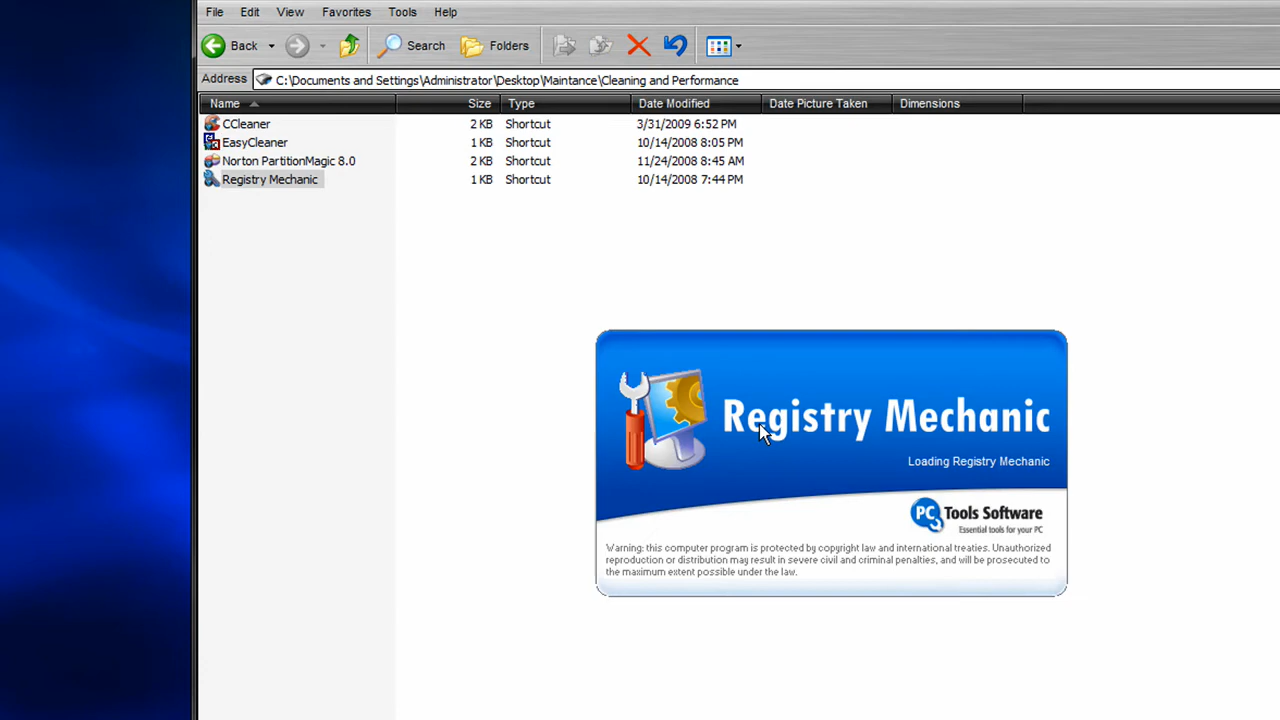 File Edit View Favorites Tools Help
Back Search Folders
Address C:\Documents and Settings\Administrator\Desktop\Maintance\Cleaning and Performance
Name Size Type Date Modified Date Picture Taken Dimensions
CCleaner 2 KB Shortcut 3/31/2009 6:52 PM
EasyCleaner 1 KB Shortcut 10/14/2008 8:05 PM
Norton PartitionMagic 8.0 2 KB Shortcut 11/24/2008 8:45 AM
Registry Mechanic 1 KB Shortcut 10/14/2008 7:44 PM
Registry Mechanic
Loading Registry Mechanic
PC Tools Software
Essential tools for your PC
Warning: this computer program is protected by copyright law and international treaties. Unauthorized
reproduction or distribution may result in severe civil and criminal penalties, and will be prosecuted to
the maximum extent possible under the law.